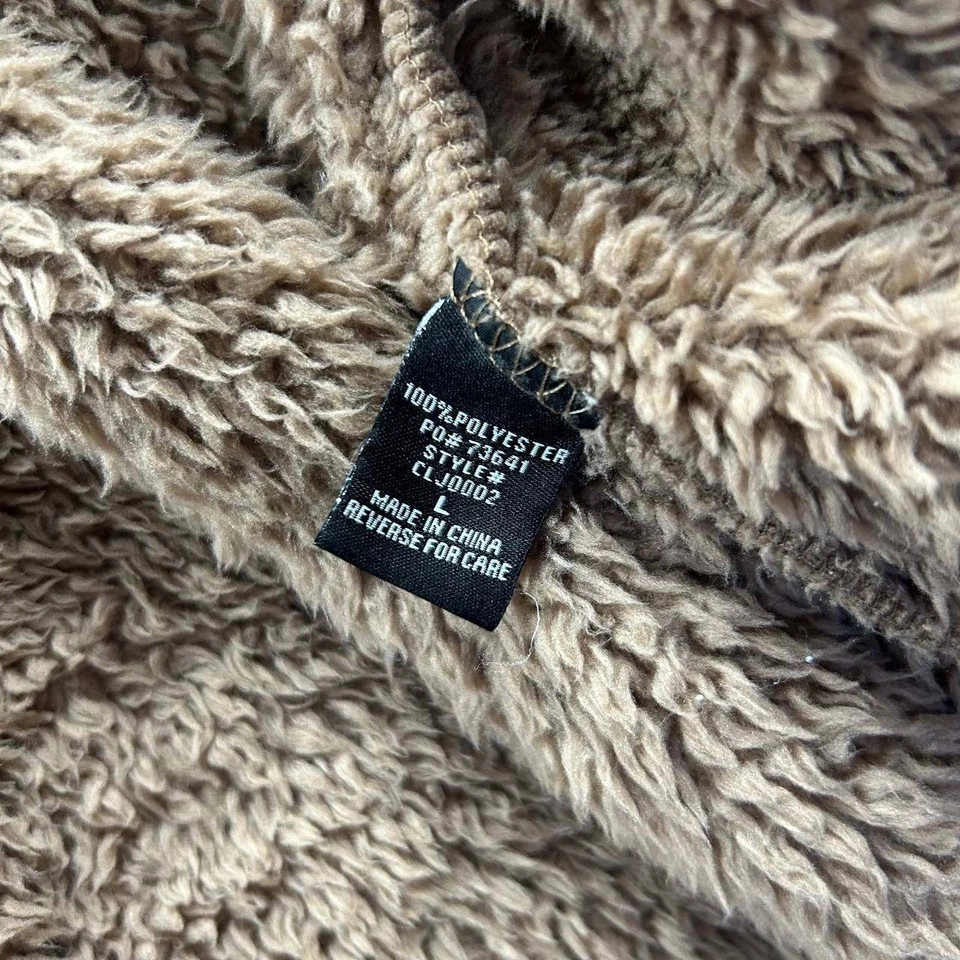 100%POLYESTER
PO# 73641
STYLE#
CLJ0002
L
MADE IN CHINA
REVERSE FOR CARE